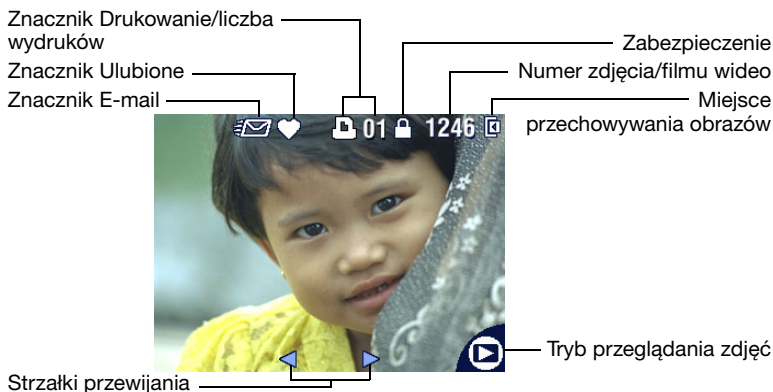 Znacznik Drukowanie/liczba
wydruków
Znacznik Ulubione
Znacznik E-mail
Zabezpieczenie
Numer zdjęcia/filmu wideo
Miejsce
przechowywania obrazów
01 1246
Tryb przeglądania zdjęć
Strzałki przewijania